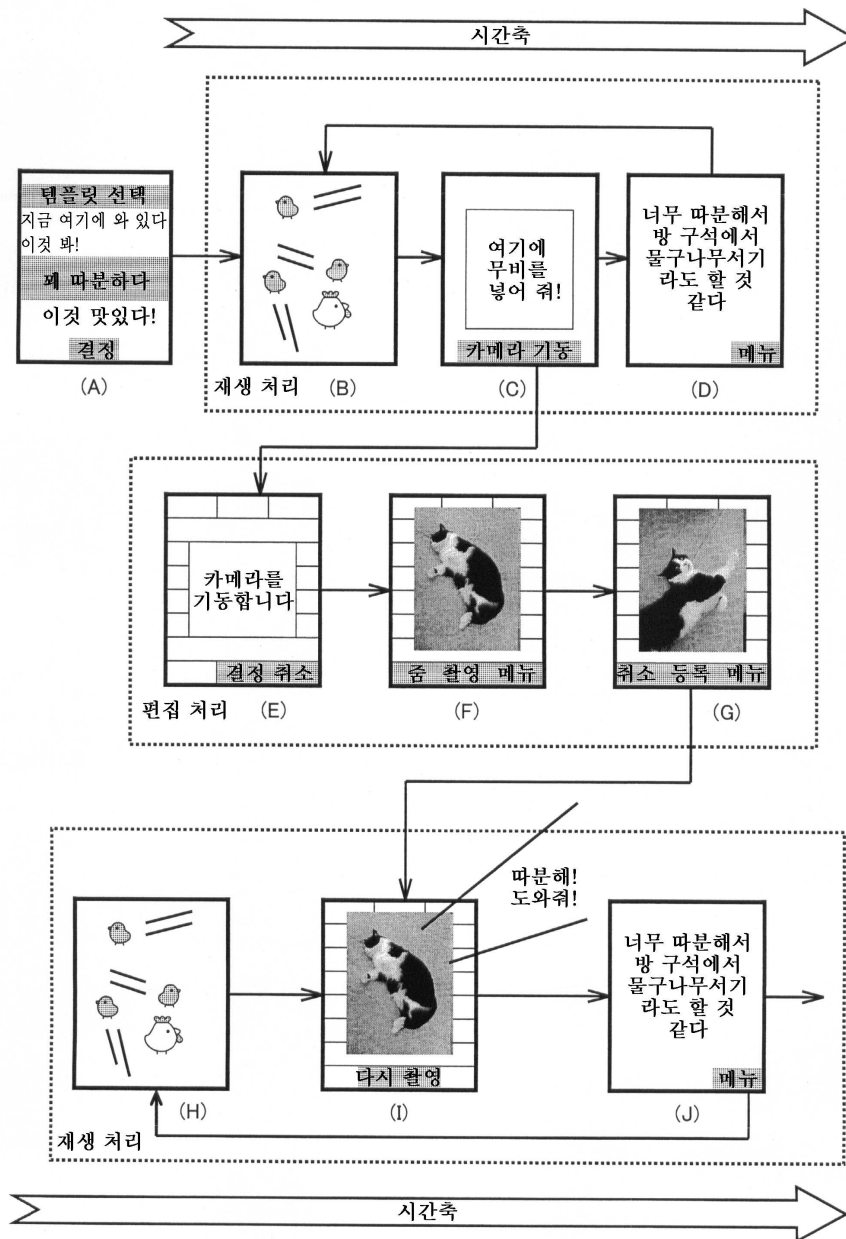 시간축
템플릿 선택
지금 여기에 와 있다
이것 봐!
꽤 따분하다
이것 맛있다!
결정
(A)
재생 처리
(B)
여기에
무비를
넣어 줘!
카메라 기동
(C)
너무 따분해서
방 구석에서
물구나무서기
라도 할 것
같다
메뉴
(D)
카메라를
기동합니다
결정 취소
편집 처리
(E)
줌 촬영 메뉴
(F)
취소 등록 메뉴
(G)
(H)
재생 처리
따분해!
도와줘!
다시 촬영
(I)
너무 따분해서
방 구석에서
물구나무서기
라도 할 것
같다
메뉴
(J)
시간축